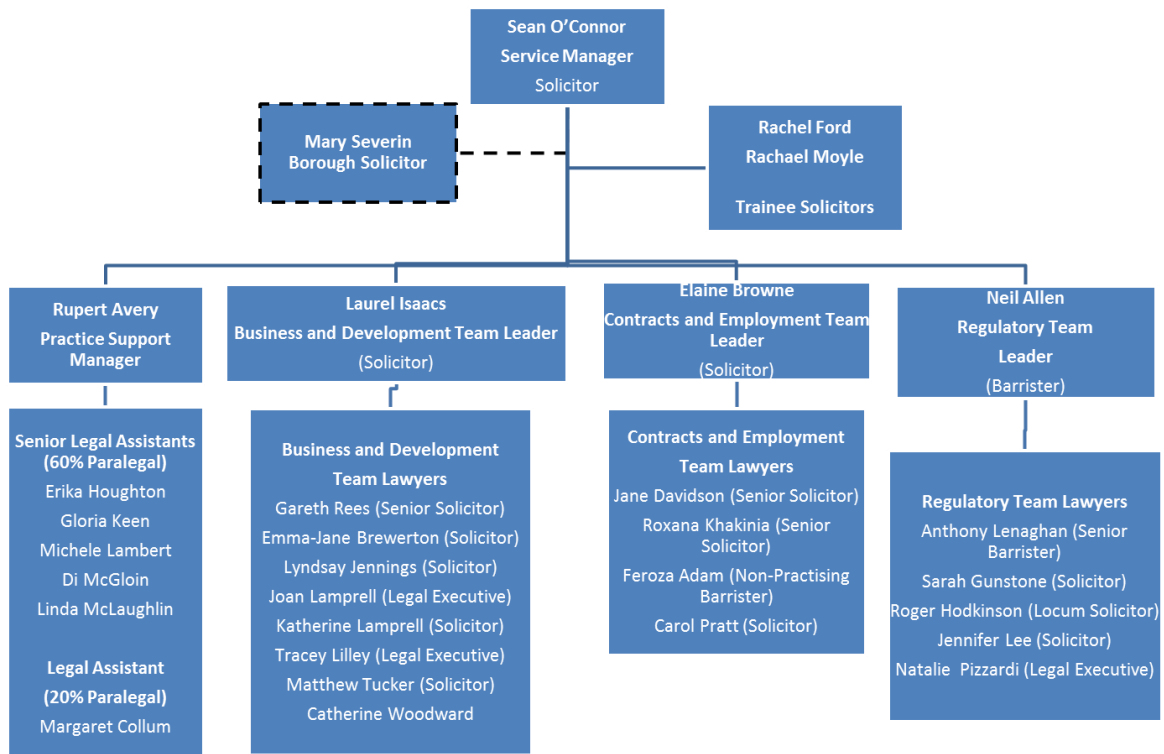 Sean O'Connor
Service Manager
Solicitor
Mary Severin
Borough Solicitor
Rachel Ford
Rachael Moyle
Trainee Solicitors
Rupert Avery
Practice Support
Manager
Laurel Isaacs
Business and Development Team Leader
(Solicitor)
Elaine Browne
Contracts and Employment Team
Leader
(Solicitor)
Neil Allen
Regulatory Team
Leader
(Barrister)
Senior Legal Assistants
(60% Paralegal)
Erika Houghton
Gloria Keen
Michele Lambert
Di McGloin
Linda McLaughlin
Legal Assistant
(20% Paralegal)
Margaret Collum
Business and Development
Team Lawyers
Gareth Rees (Senior Solicitor)
Emma-Jane Brewerton (Solicitor)
Lyndsay Jennings (Solicitor)
Joan Lamprell (Legal Executive)
Katherine Lamprell (Solicitor)
Tracey Lilley (Legal Executive)
Matthew Tucker (Solicitor)
Catherine Woodward
Contracts and Employment
Team Lawyers
Jane Davidson (Senior Solicitor)
Roxana Khakinia (Senior
Solicitor)
Feroza Adam (Non-Practising
Barrister)
Carol Pratt (Solicitor)
Regulatory Team Lawyers
Anthony Lenaghan (Senior
Barrister)
Sarah Gunstone (Solicitor)
Roger Hodkinson (Locum Solicitor)
Jennifer Lee (Solicitor)
Natalie Pizzardi (Legal Executive)